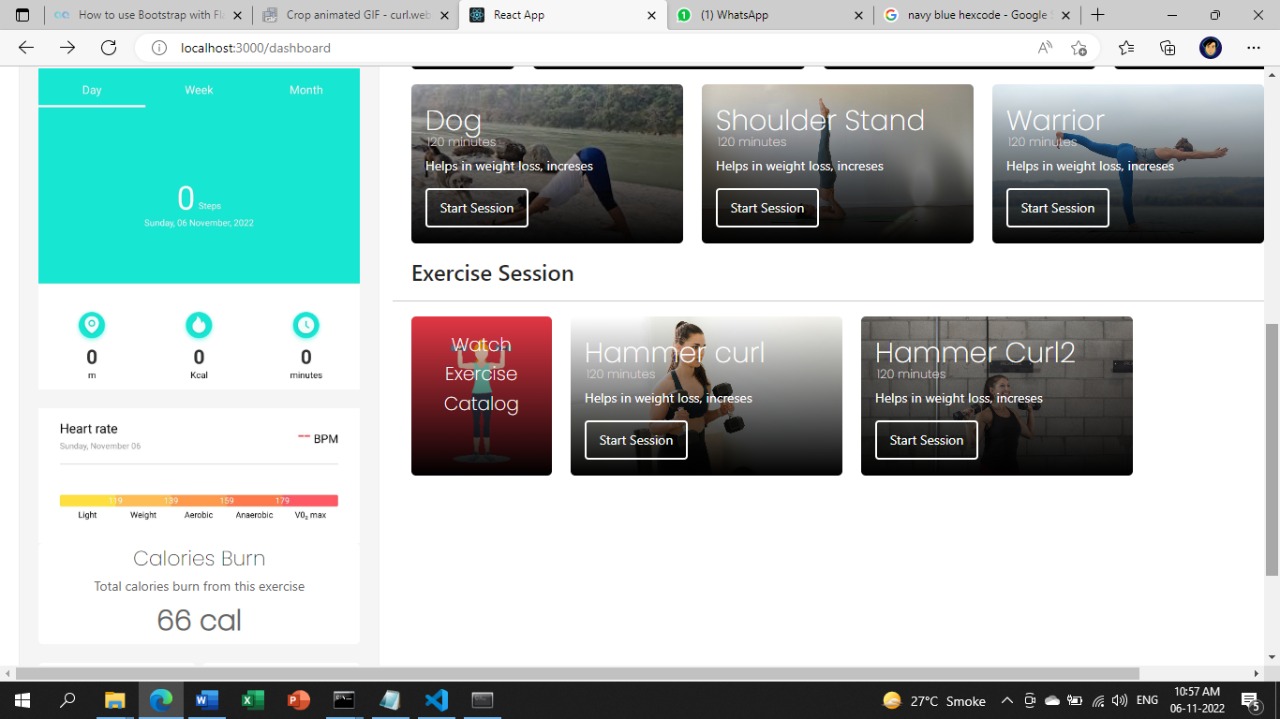 How to use Bootstrap with Fl
Crop animated GIF - curl.web
React App
(1) WhatsApp
navy blue hexcode - Google
localhost:3000/dashboard
Day Week Month
0 Steps
Sunday, 06 November, 2022
0 0 0
m Kcal minutes
Heart rate
Sunday, November 06
-- BPM
119 139 159 179
Light Weight Aerobic Anaerobic V0₂ max
Calories Burn
Total calories burn from this exercise
66 cal
Dog
120 minutes
Helps in weight loss, increses
Start Session
Shoulder Stand
120 minutes
Helps in weight loss, increses
Start Session
Warrior
120 minutes
Helps in weight loss, increses
Start Session
Exercise Session
Watch
Exercise
Catalog
Hammer curl
120 minutes
Helps in weight loss, increses
Start Session
Hammer Curl2
120 minutes
Helps in weight loss, increses
Start Session
27°C Smoke
ENG
10:57 AM
06-11-2022
5